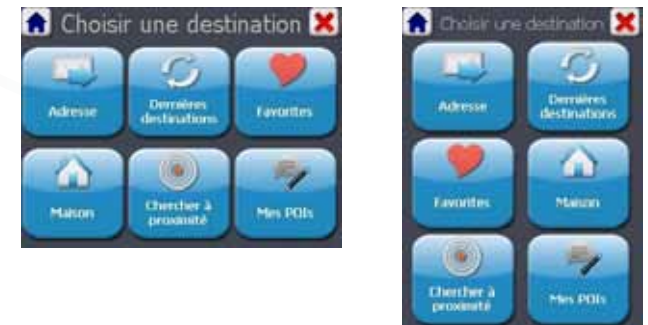 Choisir une destination
Adresse
Dernières
destinations
Favorites
Maison
Chercher à
proximité
Mes POIs
Choisir une destination
Adresse
Dernières
destinations
Favorites
Maison
Chercher à
proximité
Mes POIs